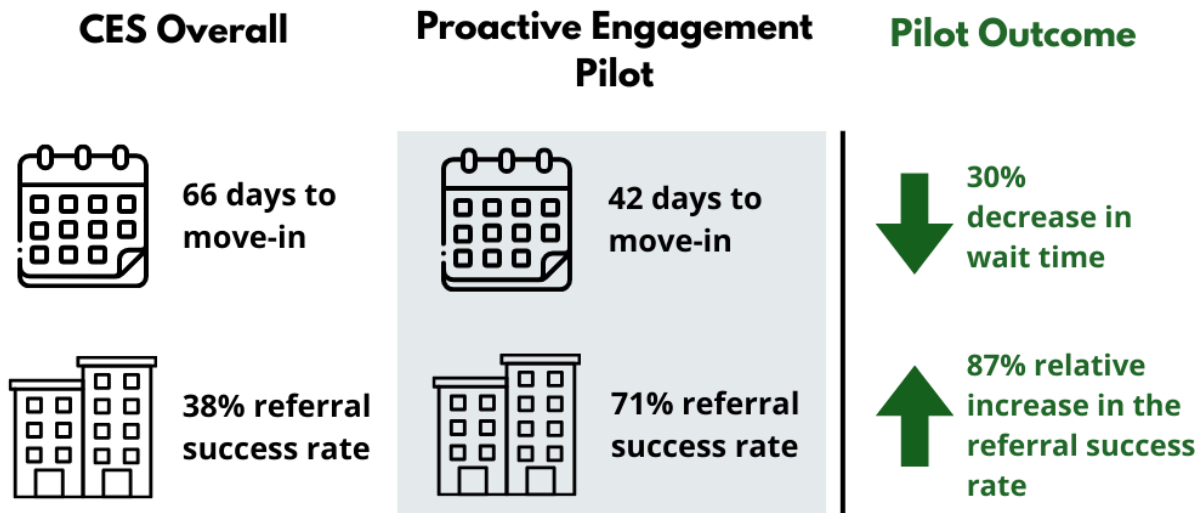 CES Overall
Proactive Engagement
Pilot
Pilot Outcome
66 days to
move-in
42 days to
move-in
30%
decrease in
wait time
38% referral
success rate
71% referral
success rate
87% relative
increase in the
referral success
rate